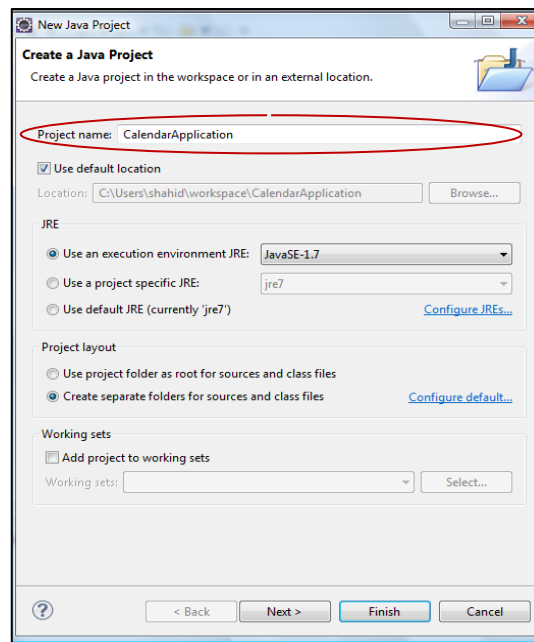 New Java Project
Create a Java Project
Create a Java project in the workspace or in an external location.
Project name: CalendarApplication
Use default location
Location: C:\Users\shahid\workspace\CalendarApplication Browse...
JRE
Use an execution environment JRE: JavaSE-1.7
Use a project specific JRE: jre7
Use default JRE (currently 'jre7') Configure JREs...
Project layout
Use project folder as root for sources and class files
Create separate folders for sources and class files Configure default...
Working sets
Add project to working sets
Working sets: Select...
? < Back Next > Finish Cancel